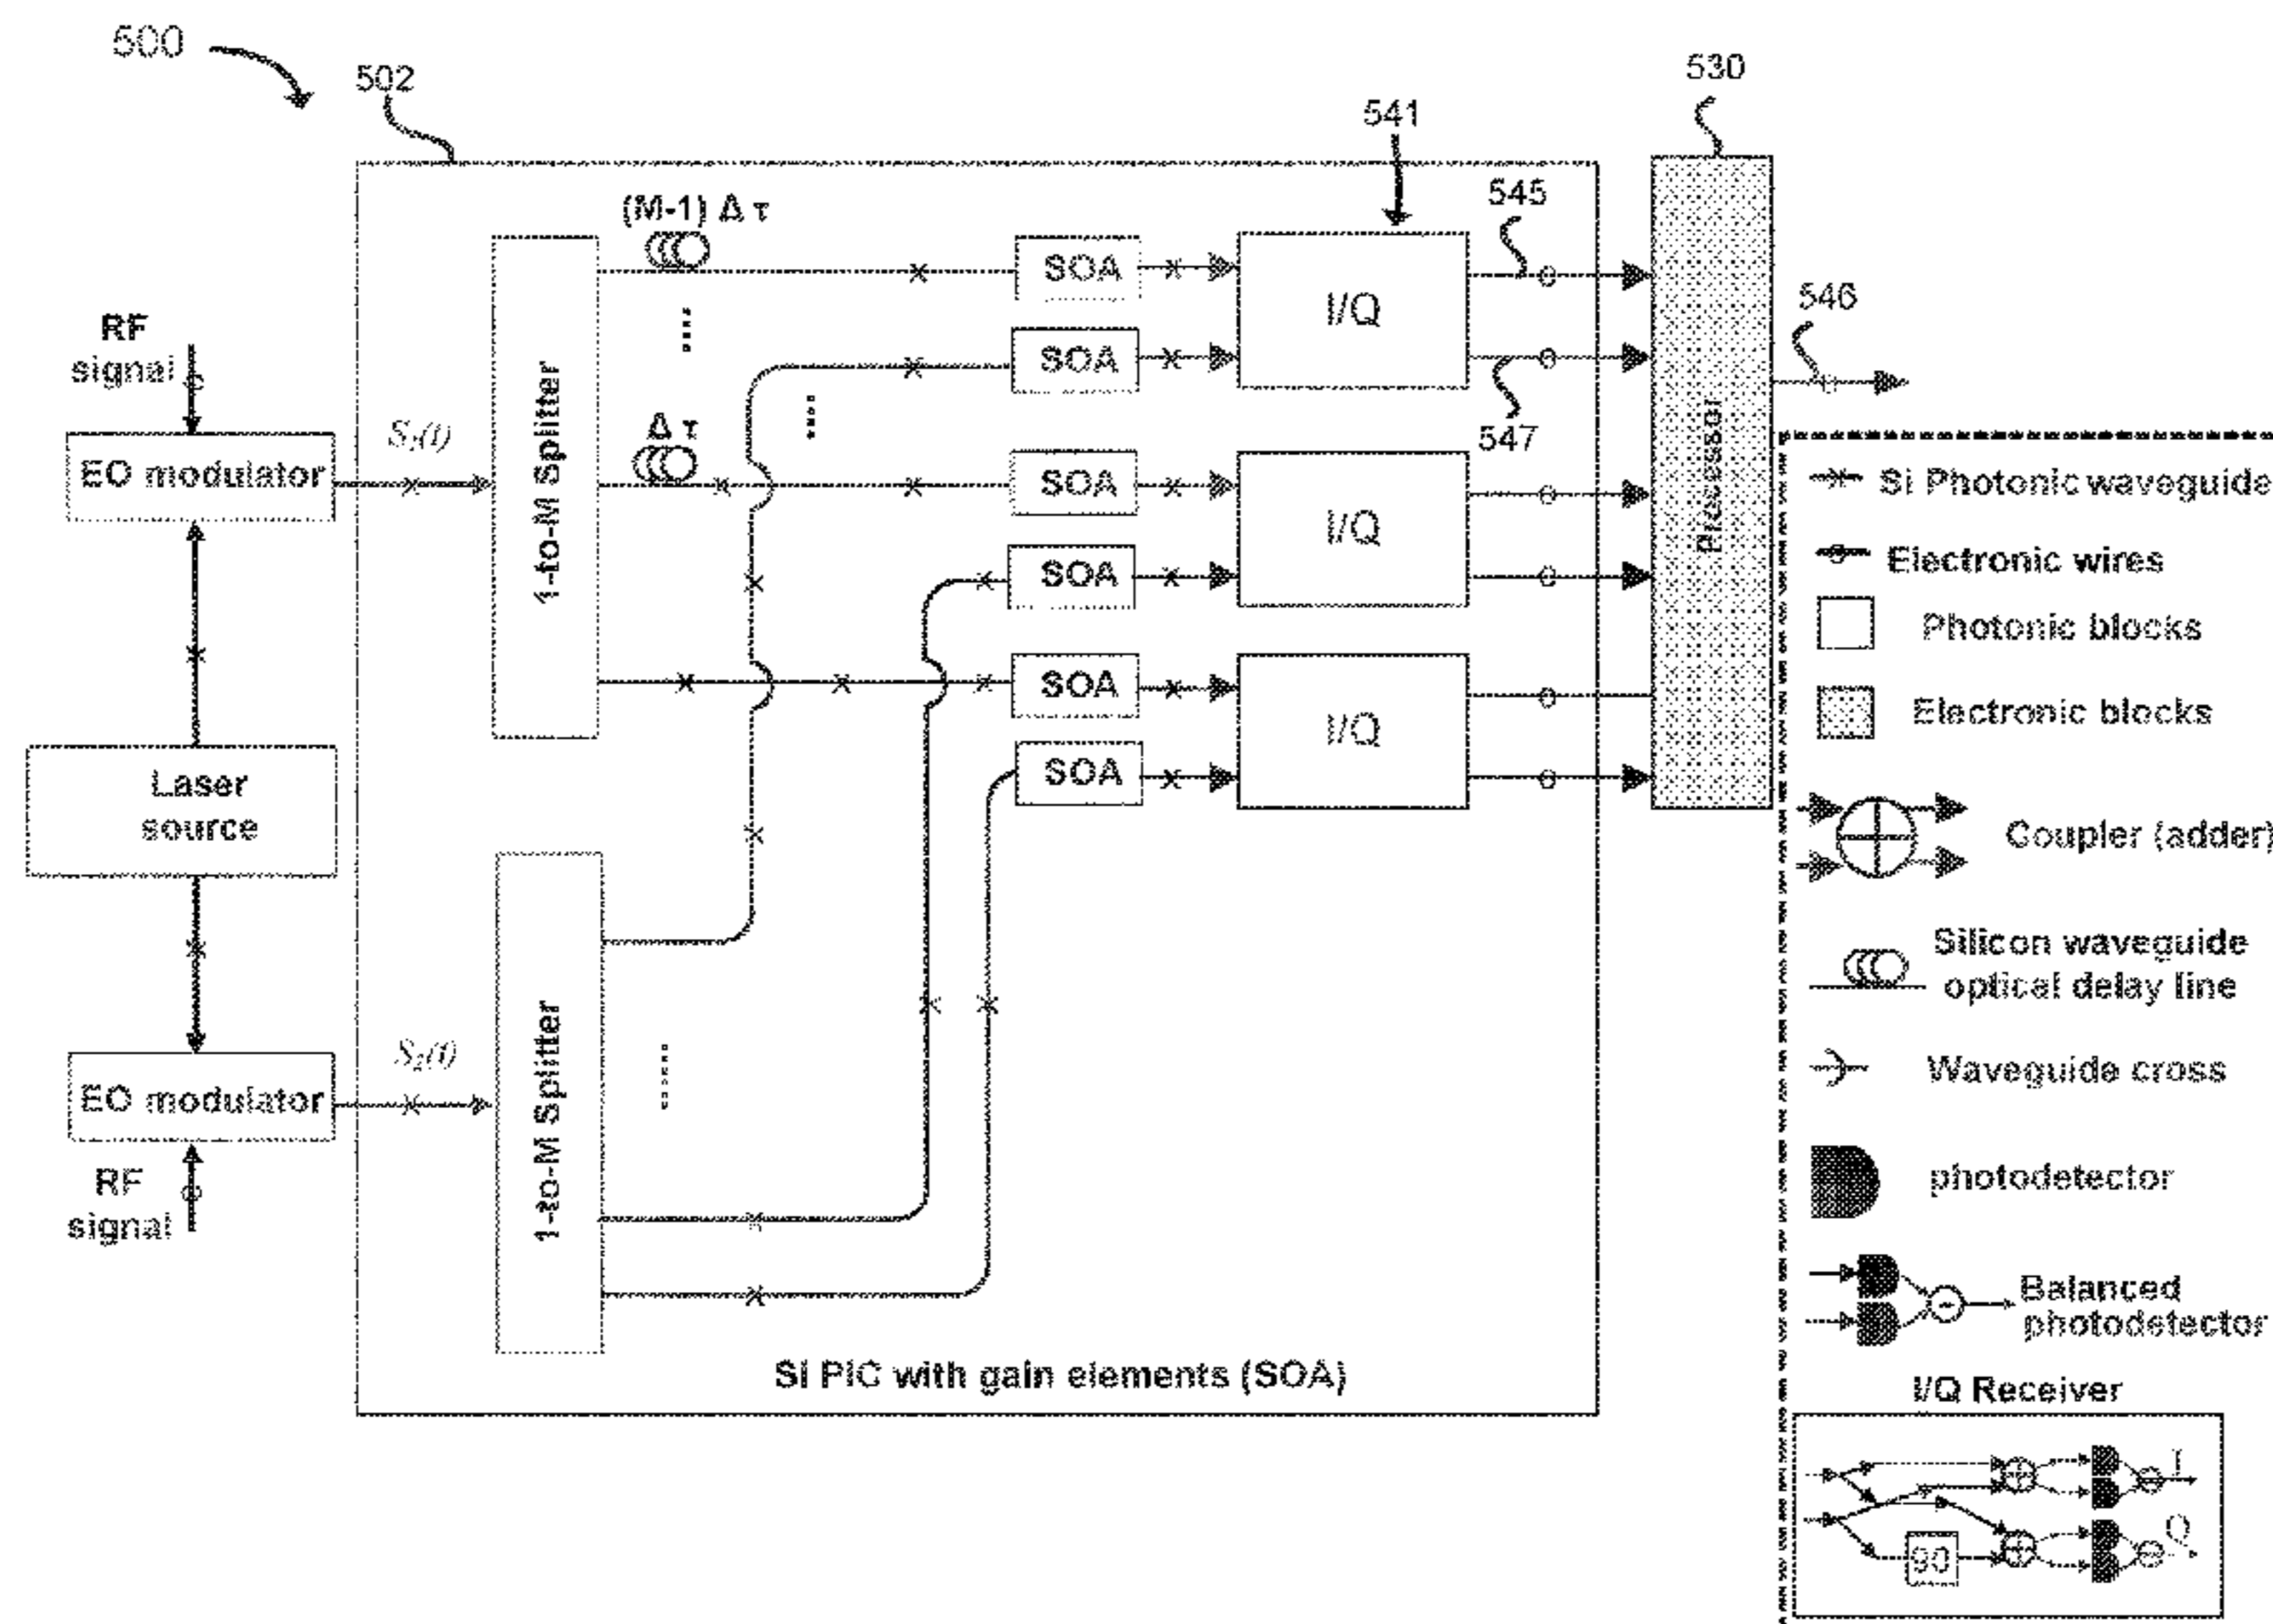 500
502
530
541
(M-1) Δ τ
545
SOA
I/Q
546
RF
signal
SOA
1-to-M Splitter
Processor
547
S₁(t)
Δ τ
EO modulator
SOA
Si Photonic waveguide
I/Q
SOA
Electronic wires
Photonic blocks
SOA
Electronic blocks
I/Q
Laser
source
SOA
Coupler (adder)
Silicon waveguide
optical delay line
S₂(t)
1-to-M Splitter
Waveguide cross
EO modulator
RF
signal
photodetector
Balanced
photodetector
SI PIC with gain elements (SOA)
I/Q Receiver
I
Q
90